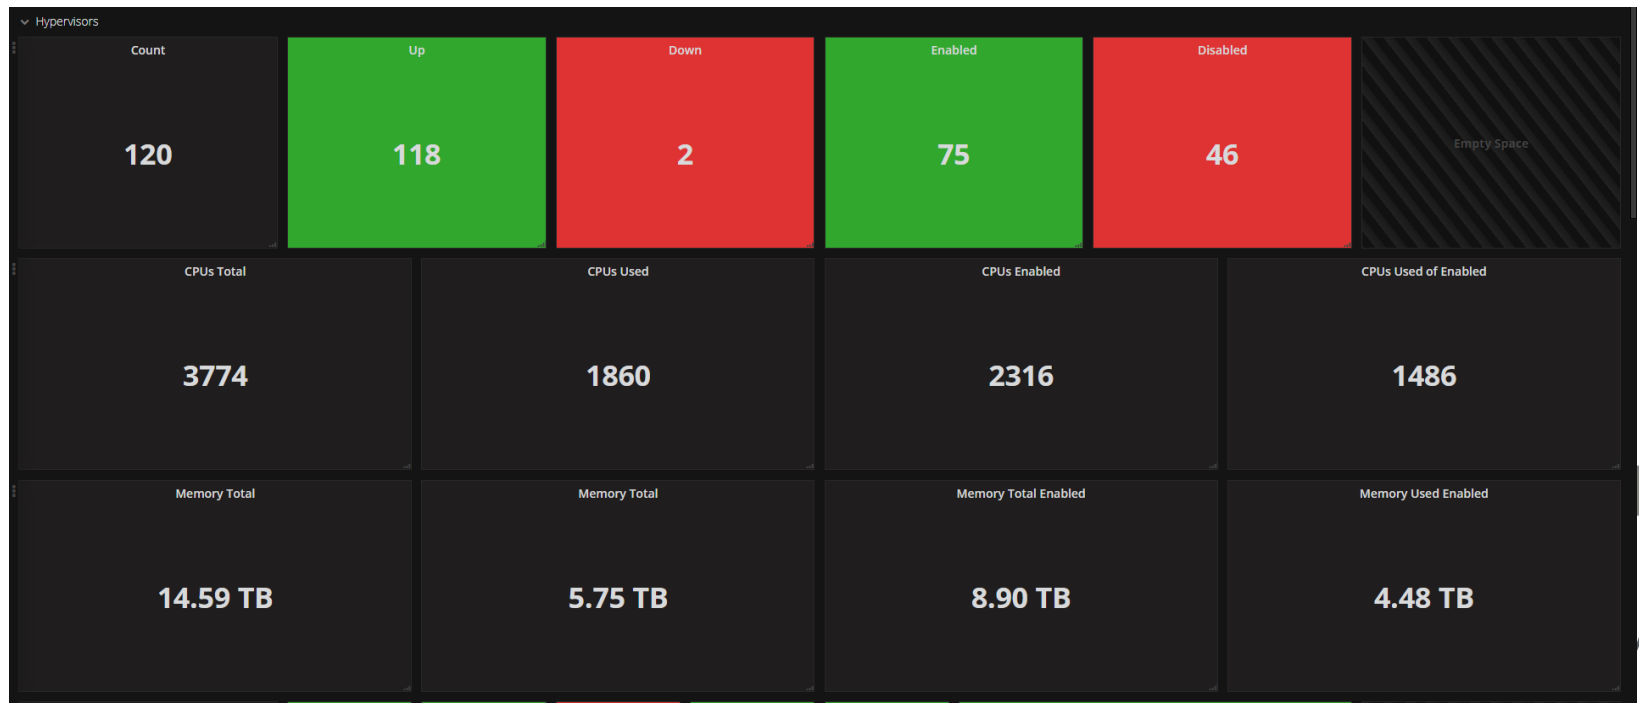 Hypervisors
Count
Up
Down
Enabled
Disabled
120
118
2
75
46
Empty Space
CPUs Total
CPUs Used
CPUs Enabled
CPUs Used of Enabled
3774
1860
2316
1486
Memory Total
Memory Total
Memory Total Enabled
Memory Used Enabled
14.59 TB
5.75 TB
8.90 TB
4.48 TB